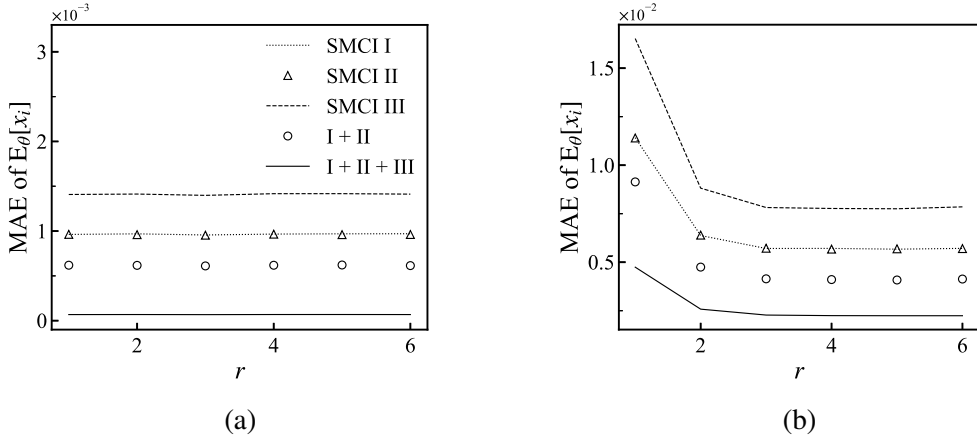 ×10⁻³
3
2
1
0
MAE of E_θ[x_i]
SMCI I
SMCI II
SMCI III
I + II
I + II + III
2
4
6
r
(a)
×10⁻²
1.5
1.0
0.5
MAE of E_θ[x_i]
2
4
6
r
(b)